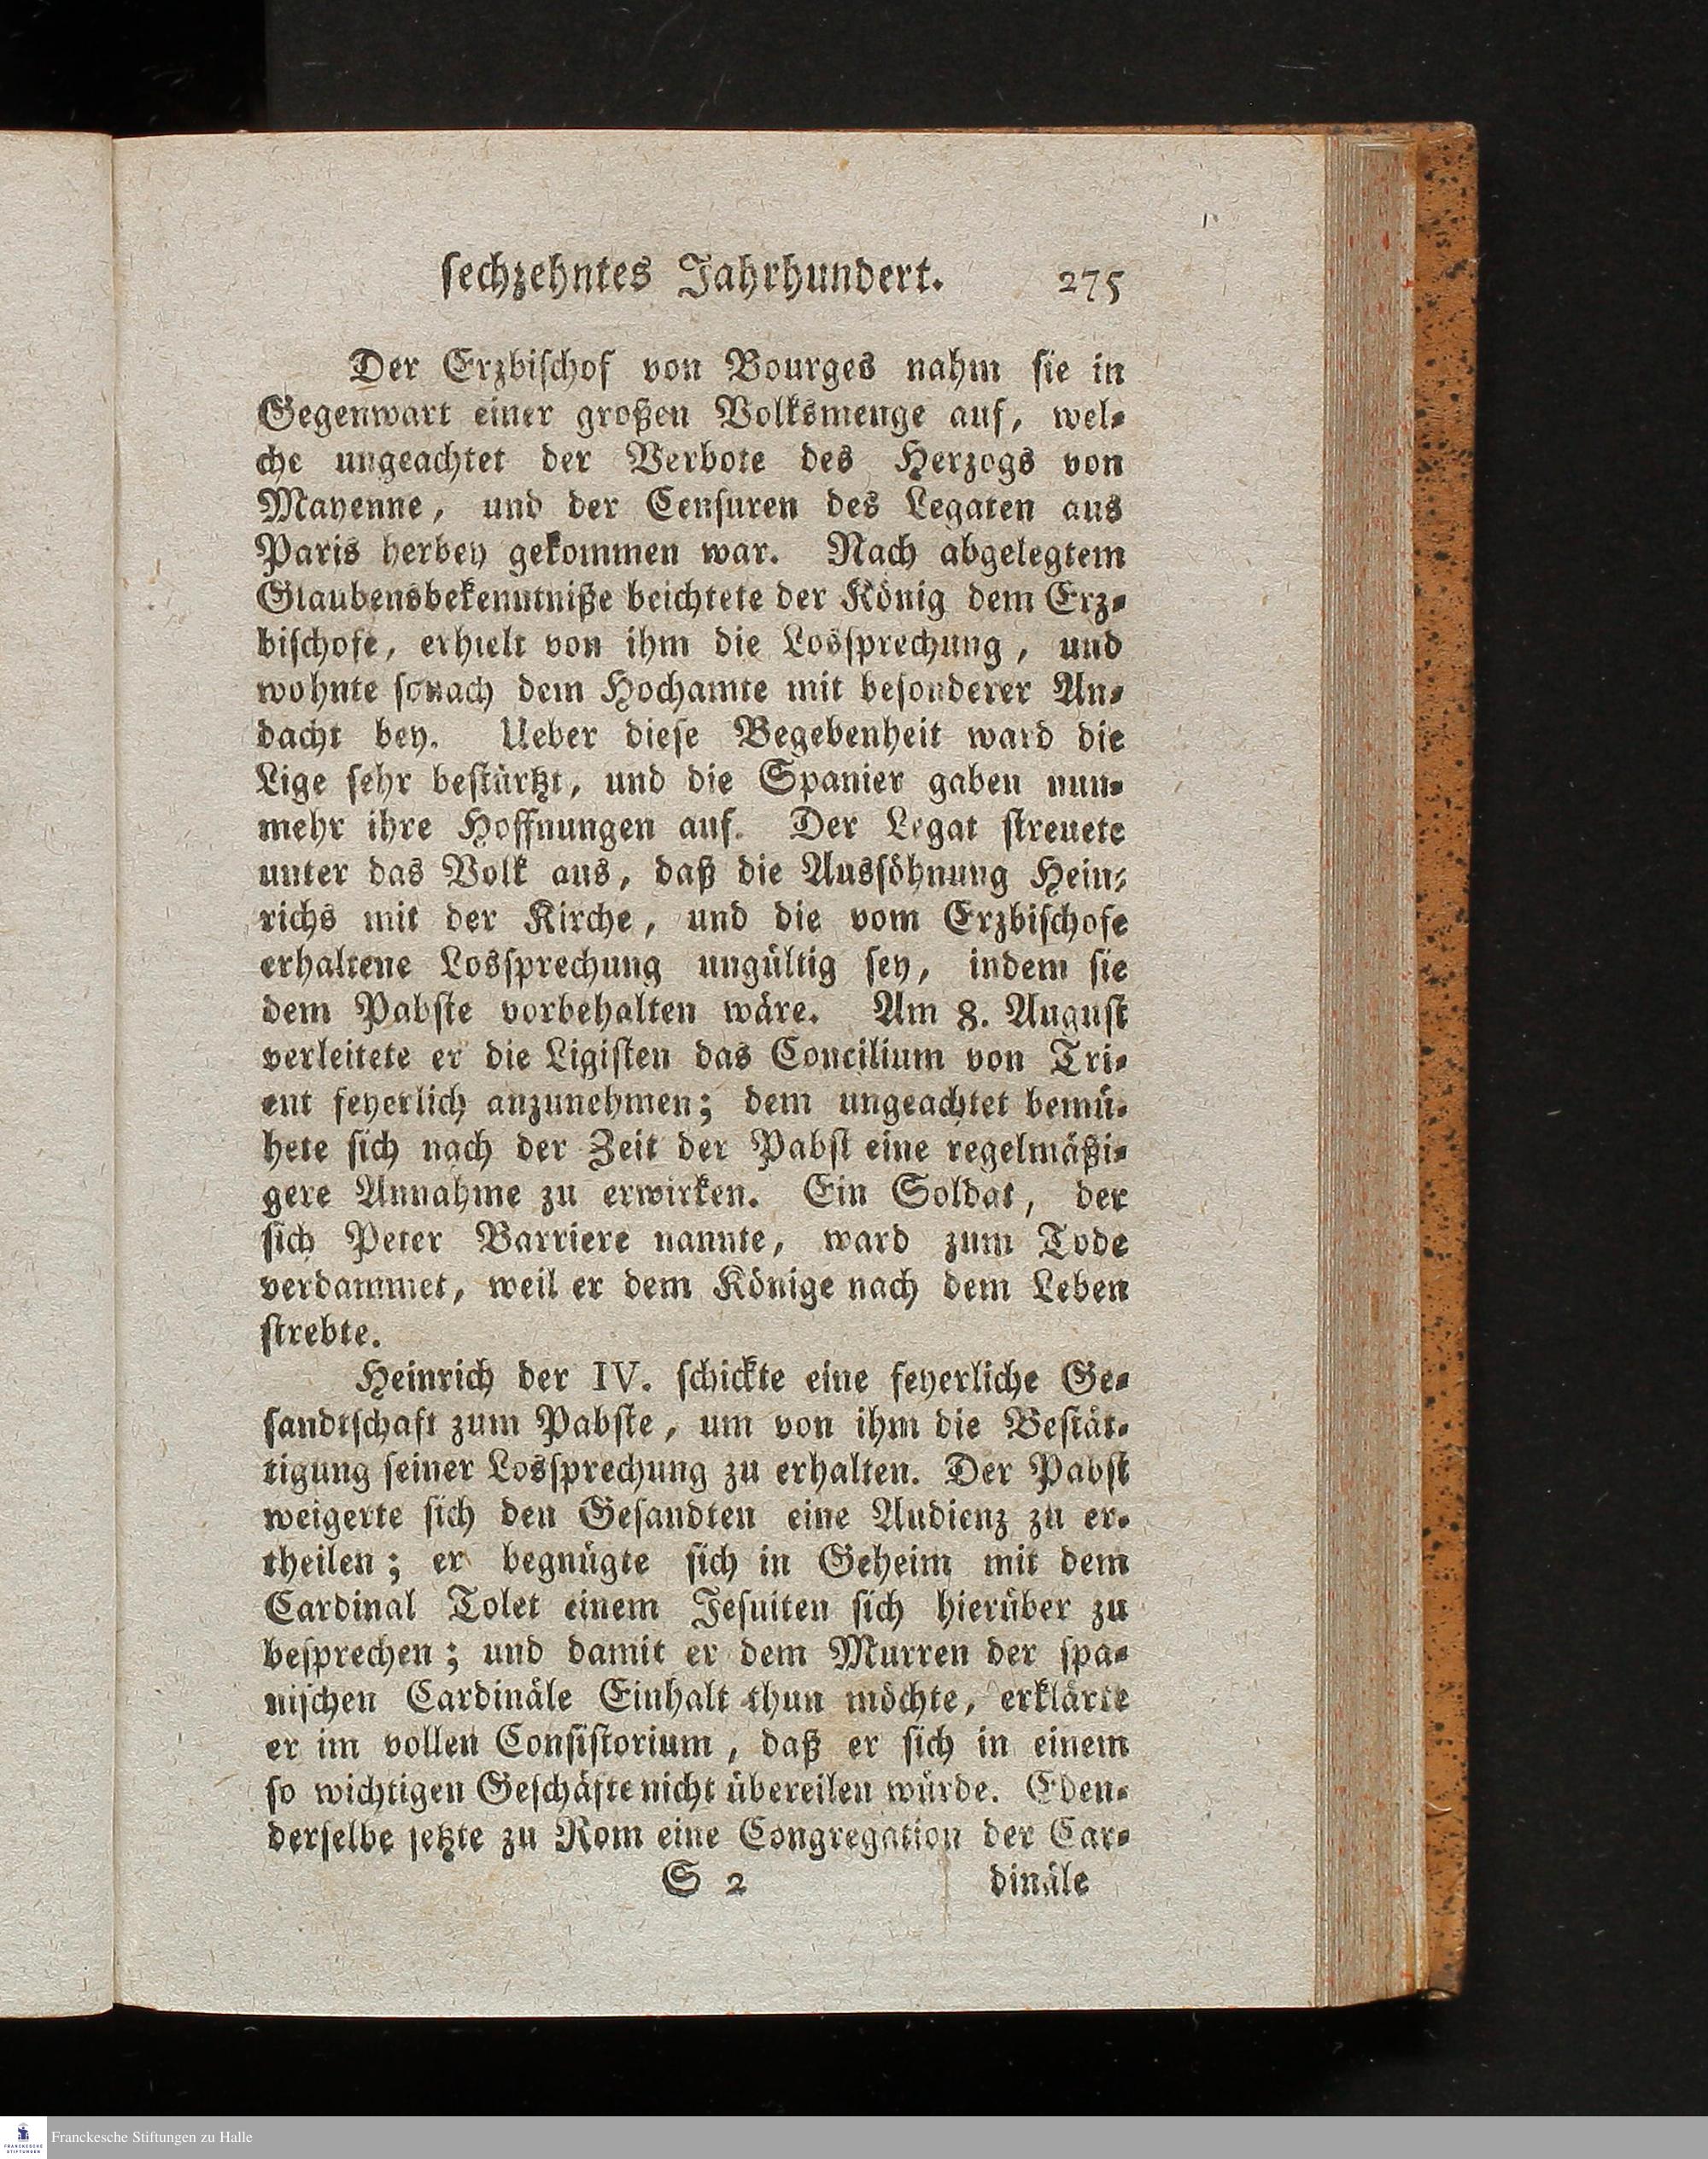 sechzehntes Jahrhundert. 275
Der Erzbischof von Bourges nahm sie in
Gegenwart einer großen Volksmenge auf, wel-
che ungeachtet der Verbote des Herzogs von
Mayenne, und der Censuren des Legaten aus
Paris herbey gekommen war. Nach abgelegtem
Glaubensbekenntniße beichtete der König dem Erz-
bischofe, erhielt von ihm die Lossprechung, und
wohnte sonach dem Hochamte mit besonderer An-
dacht bey. Ueber diese Begebenheit ward die
Lige sehr bestürtzt, und die Spanier gaben nun-
mehr ihre Hoffnungen auf. Der Legat streuete
unter das Volk aus, daß die Aussöhnung Hein-
richs mit der Kirche, und die vom Erzbischofe
erhaltene Lossprechung ungültig sey, indem sie
dem Pabste vorbehalten wäre. Am 8. August
verleitete er die Ligisten das Concilium von Tri-
ent feyerlich anzunehmen; dem ungeachtet bemü-
hete sich nach der Zeit der Pabst eine regelmäßi-
gere Annahme zu erwirken. Ein Soldat, der
sich Peter Barriere nannte, ward zum Tode
verdammet, weil er dem Könige nach dem Leben
strebte.
Heinrich der IV. schickte eine feyerliche Ge-
sandtschaft zum Pabste, um von ihm die Bestät-
tigung seiner Lossprechung zu erhalten. Der Pabst
weigerte sich den Gesandten eine Audienz zu er-
theilen; er begnügte sich in Geheim mit dem
Cardinal Tolet einem Jesuiten sich hierüber zu
besprechen; und damit er dem Murren der spa-
nischen Cardinäle Einhalt thun möchte, erklärte
er im vollen Consistorium, daß er sich in einem
so wichtigen Geschäfte nicht übereilen würde. Eben-
derselbe setzte zu Rom eine Congregation der Car-
S 2 dinäle
FRANCKESCHE
STIFTUNGEN
Franckesche Stiftungen zu Halle